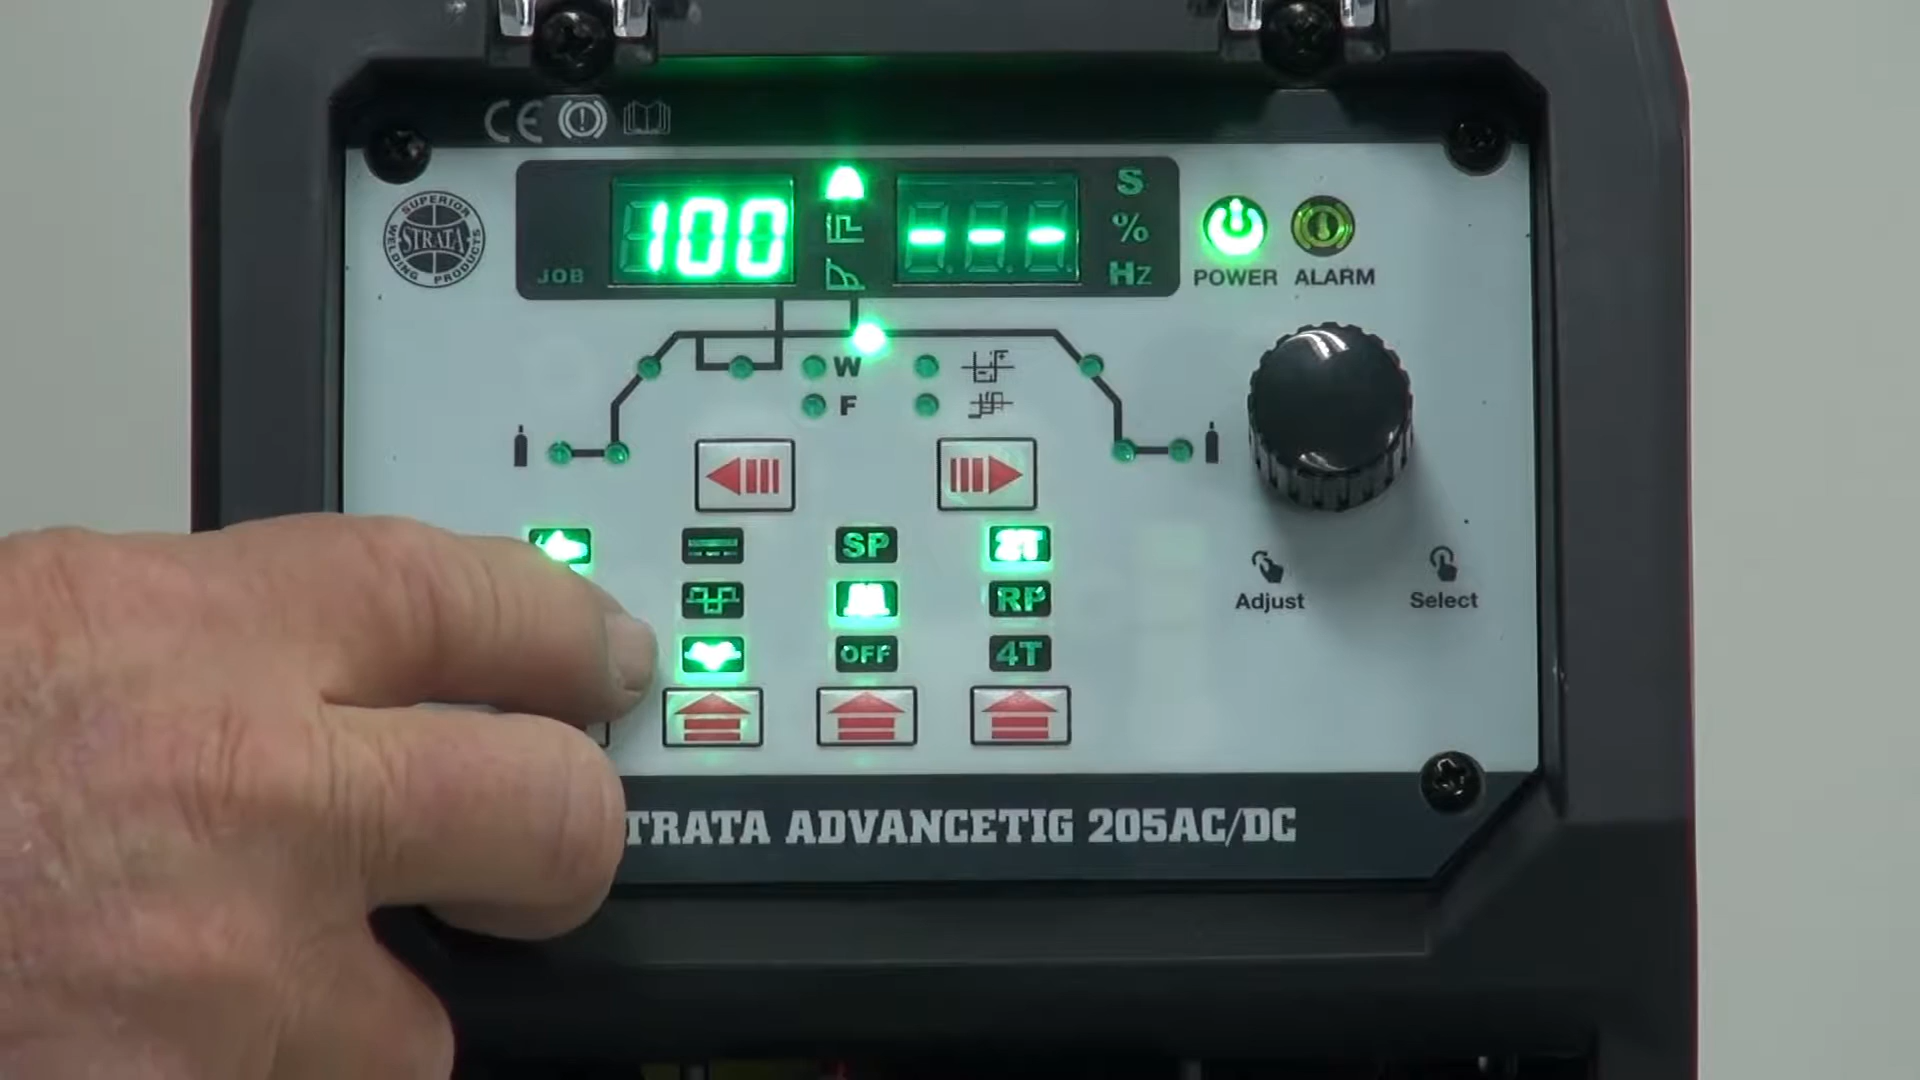 CE
SUPERIOR
STRATA
WELDING PRODUCTS
JOB
100
---
S
%
Hz
POWER ALARM
W
F
SP
2T
RP
OFF
4T
Adjust
Select
TRATA ADVANCETIG 205AC/DC